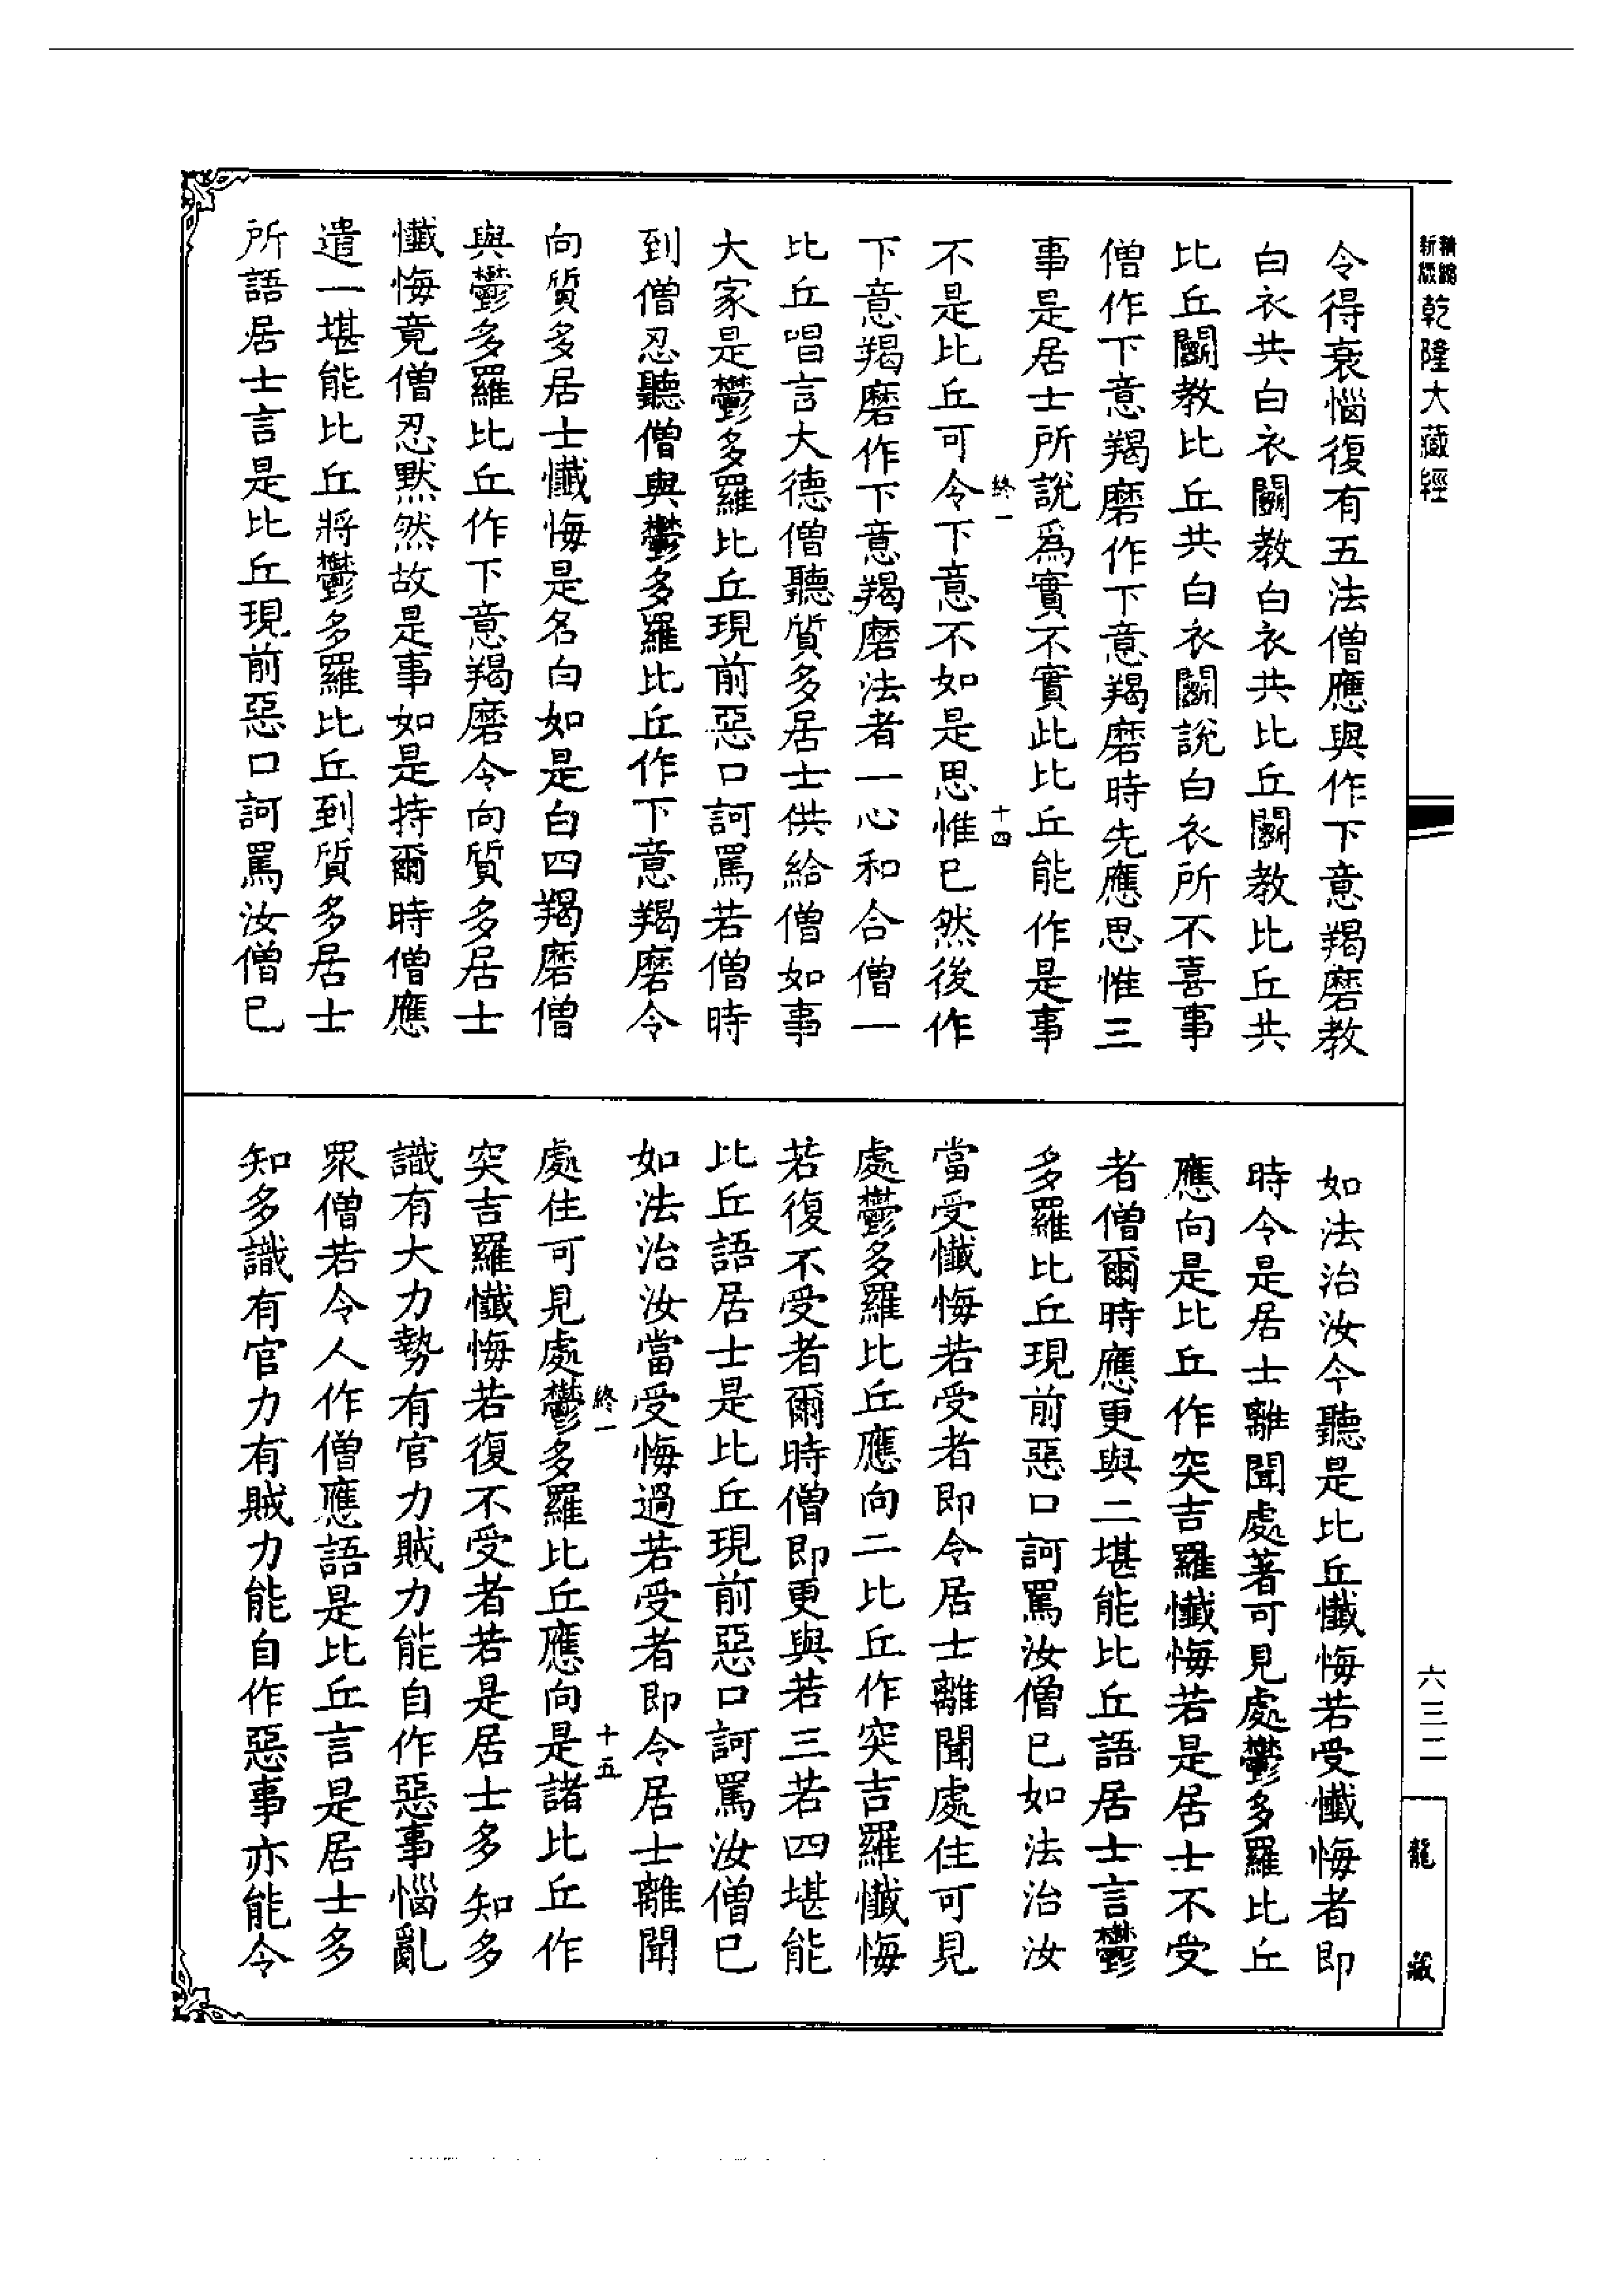 新編縮本乾隆大藏經
令得衰惱復有五法僧應與作下意羯磨教
白衣共白衣鬬教白衣共比丘鬬教比丘共
比丘鬬教比丘共白衣鬬說白衣所不喜事
僧作下意羯磨作下意羯磨時先應思惟三
事是居士所說為實不實此比丘能作是事
終一
十四
不是比丘可令下意不如是思惟已然後作
下意羯磨作下意羯磨法者一心和合僧一
比丘唱言大德僧聽質多居士供給僧如事
大家是鬱多羅比丘現前惡口訶罵若僧時
到僧忍聽僧與鬱多羅比丘作下意羯磨令
向質多居士懺悔是名白如是白四羯磨僧
與鬱多羅比丘作下意羯磨令向質多居士
懺悔竟僧忍默然故是事如是持爾時僧應
遣一堪能比丘將鬱多羅比丘到質多居士
所語居士言是比丘現前惡口訶罵汝僧已
如法治汝今聽是比丘懺悔若受懺悔者即
時令是居士離聞處著可見處鬱多羅比丘
應向是比丘作突吉羅懺悔若是居士不受
者僧爾時應更與二堪能比丘語居士言鬱
多羅比丘現前惡口訶罵汝僧已如法治汝
當受懺悔若受者即令居士離聞處住可見
處鬱多羅比丘應向二比丘作突吉羅懺悔
若復不受者爾時僧即更與若三若四堪能
比丘語居士是比丘現前惡口訶罵汝僧已
如法治汝當受悔過若受者即令居士離聞
終一
十五
處住可見處鬱多羅比丘應向是諸比丘作
突吉羅懺悔若復不受者若是居士多知多
識有大力勢有官力賊力能自作惡事惱亂
眾僧若令人作僧應語是比丘言是居士多
知多識有官力有賊力能自作惡事亦能令
六三二
龍藏